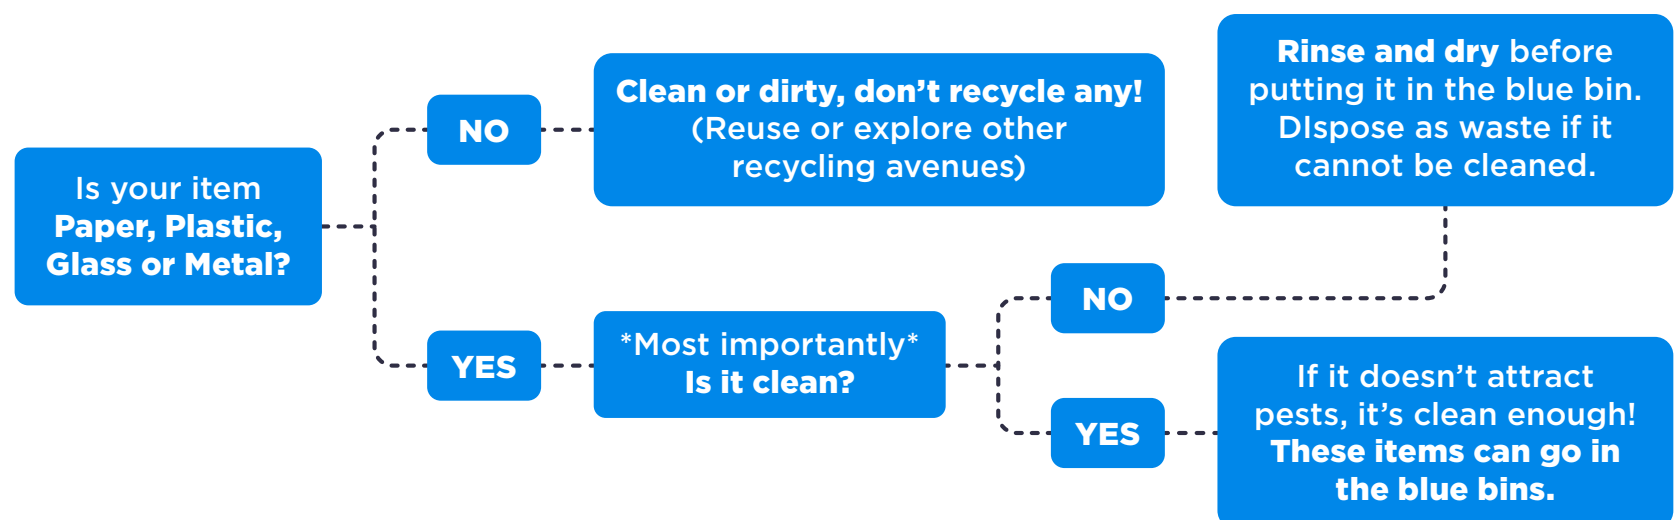 Is your item
Paper, Plastic,
Glass or Metal?
NO
Clean or dirty, don’t recycle any!
(Reuse or explore other
recycling avenues)
YES
*Most importantly*
Is it clean?
NO
Rinse and dry before
putting it in the blue bin.
DIspose as waste if it
cannot be cleaned.
YES
If it doesn’t attract
pests, it’s clean enough!
These items can go in
the blue bins.